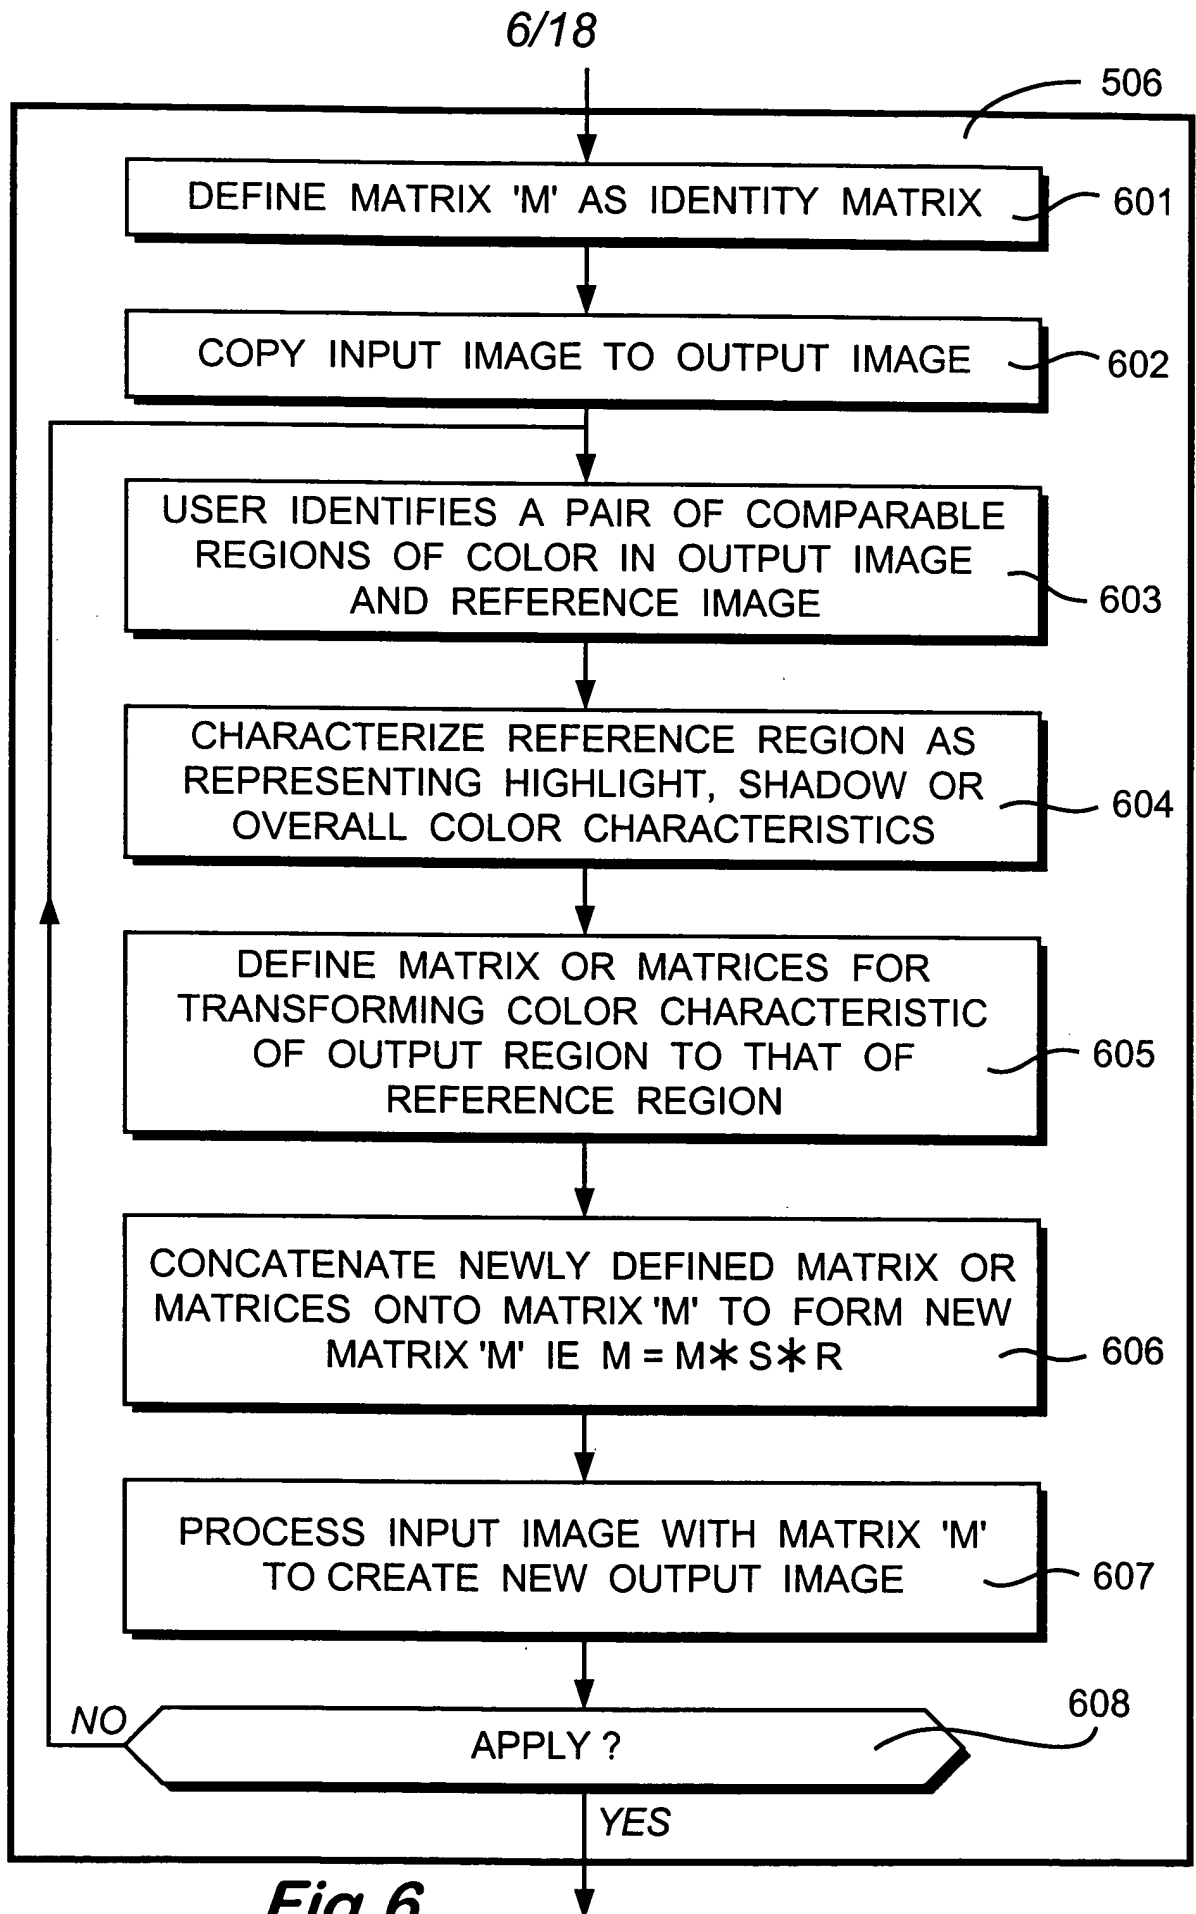 6/18
506
DEFINE MATRIX 'M' AS IDENTITY MATRIX
601
COPY INPUT IMAGE TO OUTPUT IMAGE
602
USER IDENTIFIES A PAIR OF COMPARABLE
REGIONS OF COLOR IN OUTPUT IMAGE
AND REFERENCE IMAGE
603
CHARACTERIZE REFERENCE REGION AS
REPRESENTING HIGHLIGHT, SHADOW OR
OVERALL COLOR CHARACTERISTICS
604
DEFINE MATRIX OR MATRICES FOR
TRANSFORMING COLOR CHARACTERISTIC
OF OUTPUT REGION TO THAT OF
REFERENCE REGION
605
CONCATENATE NEWLY DEFINED MATRIX OR
MATRICES ONTO MATRIX 'M' TO FORM NEW
MATRIX 'M' IE M = M * S * R
606
PROCESS INPUT IMAGE WITH MATRIX 'M'
TO CREATE NEW OUTPUT IMAGE
607
608
NO
APPLY ?
YES
Fig 6